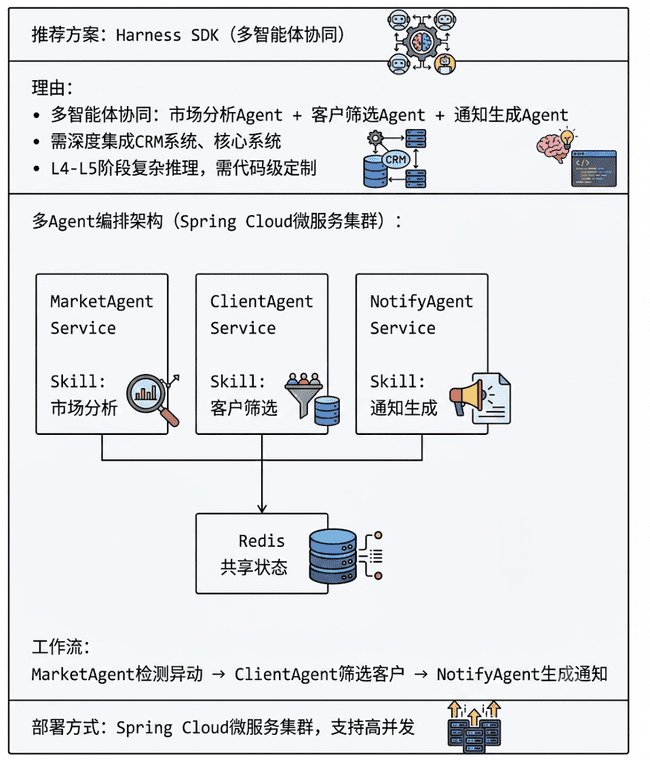 推荐方案：Harness SDK（多智能体协同）
理由：
• 多智能体协同：市场分析Agent + 客户筛选Agent + 通知生成Agent
• 需深度集成CRM系统、核心系统
CRM
• L4-L5阶段复杂推理，需代码级定制
</>
多Agent编排架构（Spring Cloud微服务集群）：
MarketAgent
Service
Skill:
市场分析
ClientAgent
Service
Skill:
客户筛选
NotifyAgent
Service
Skill:
通知生成
Redis
共享状态
工作流：
MarketAgent检测异动 → ClientAgent筛选客户 → NotifyAgent生成通知
部署方式：Spring Cloud微服务集群，支持高并发